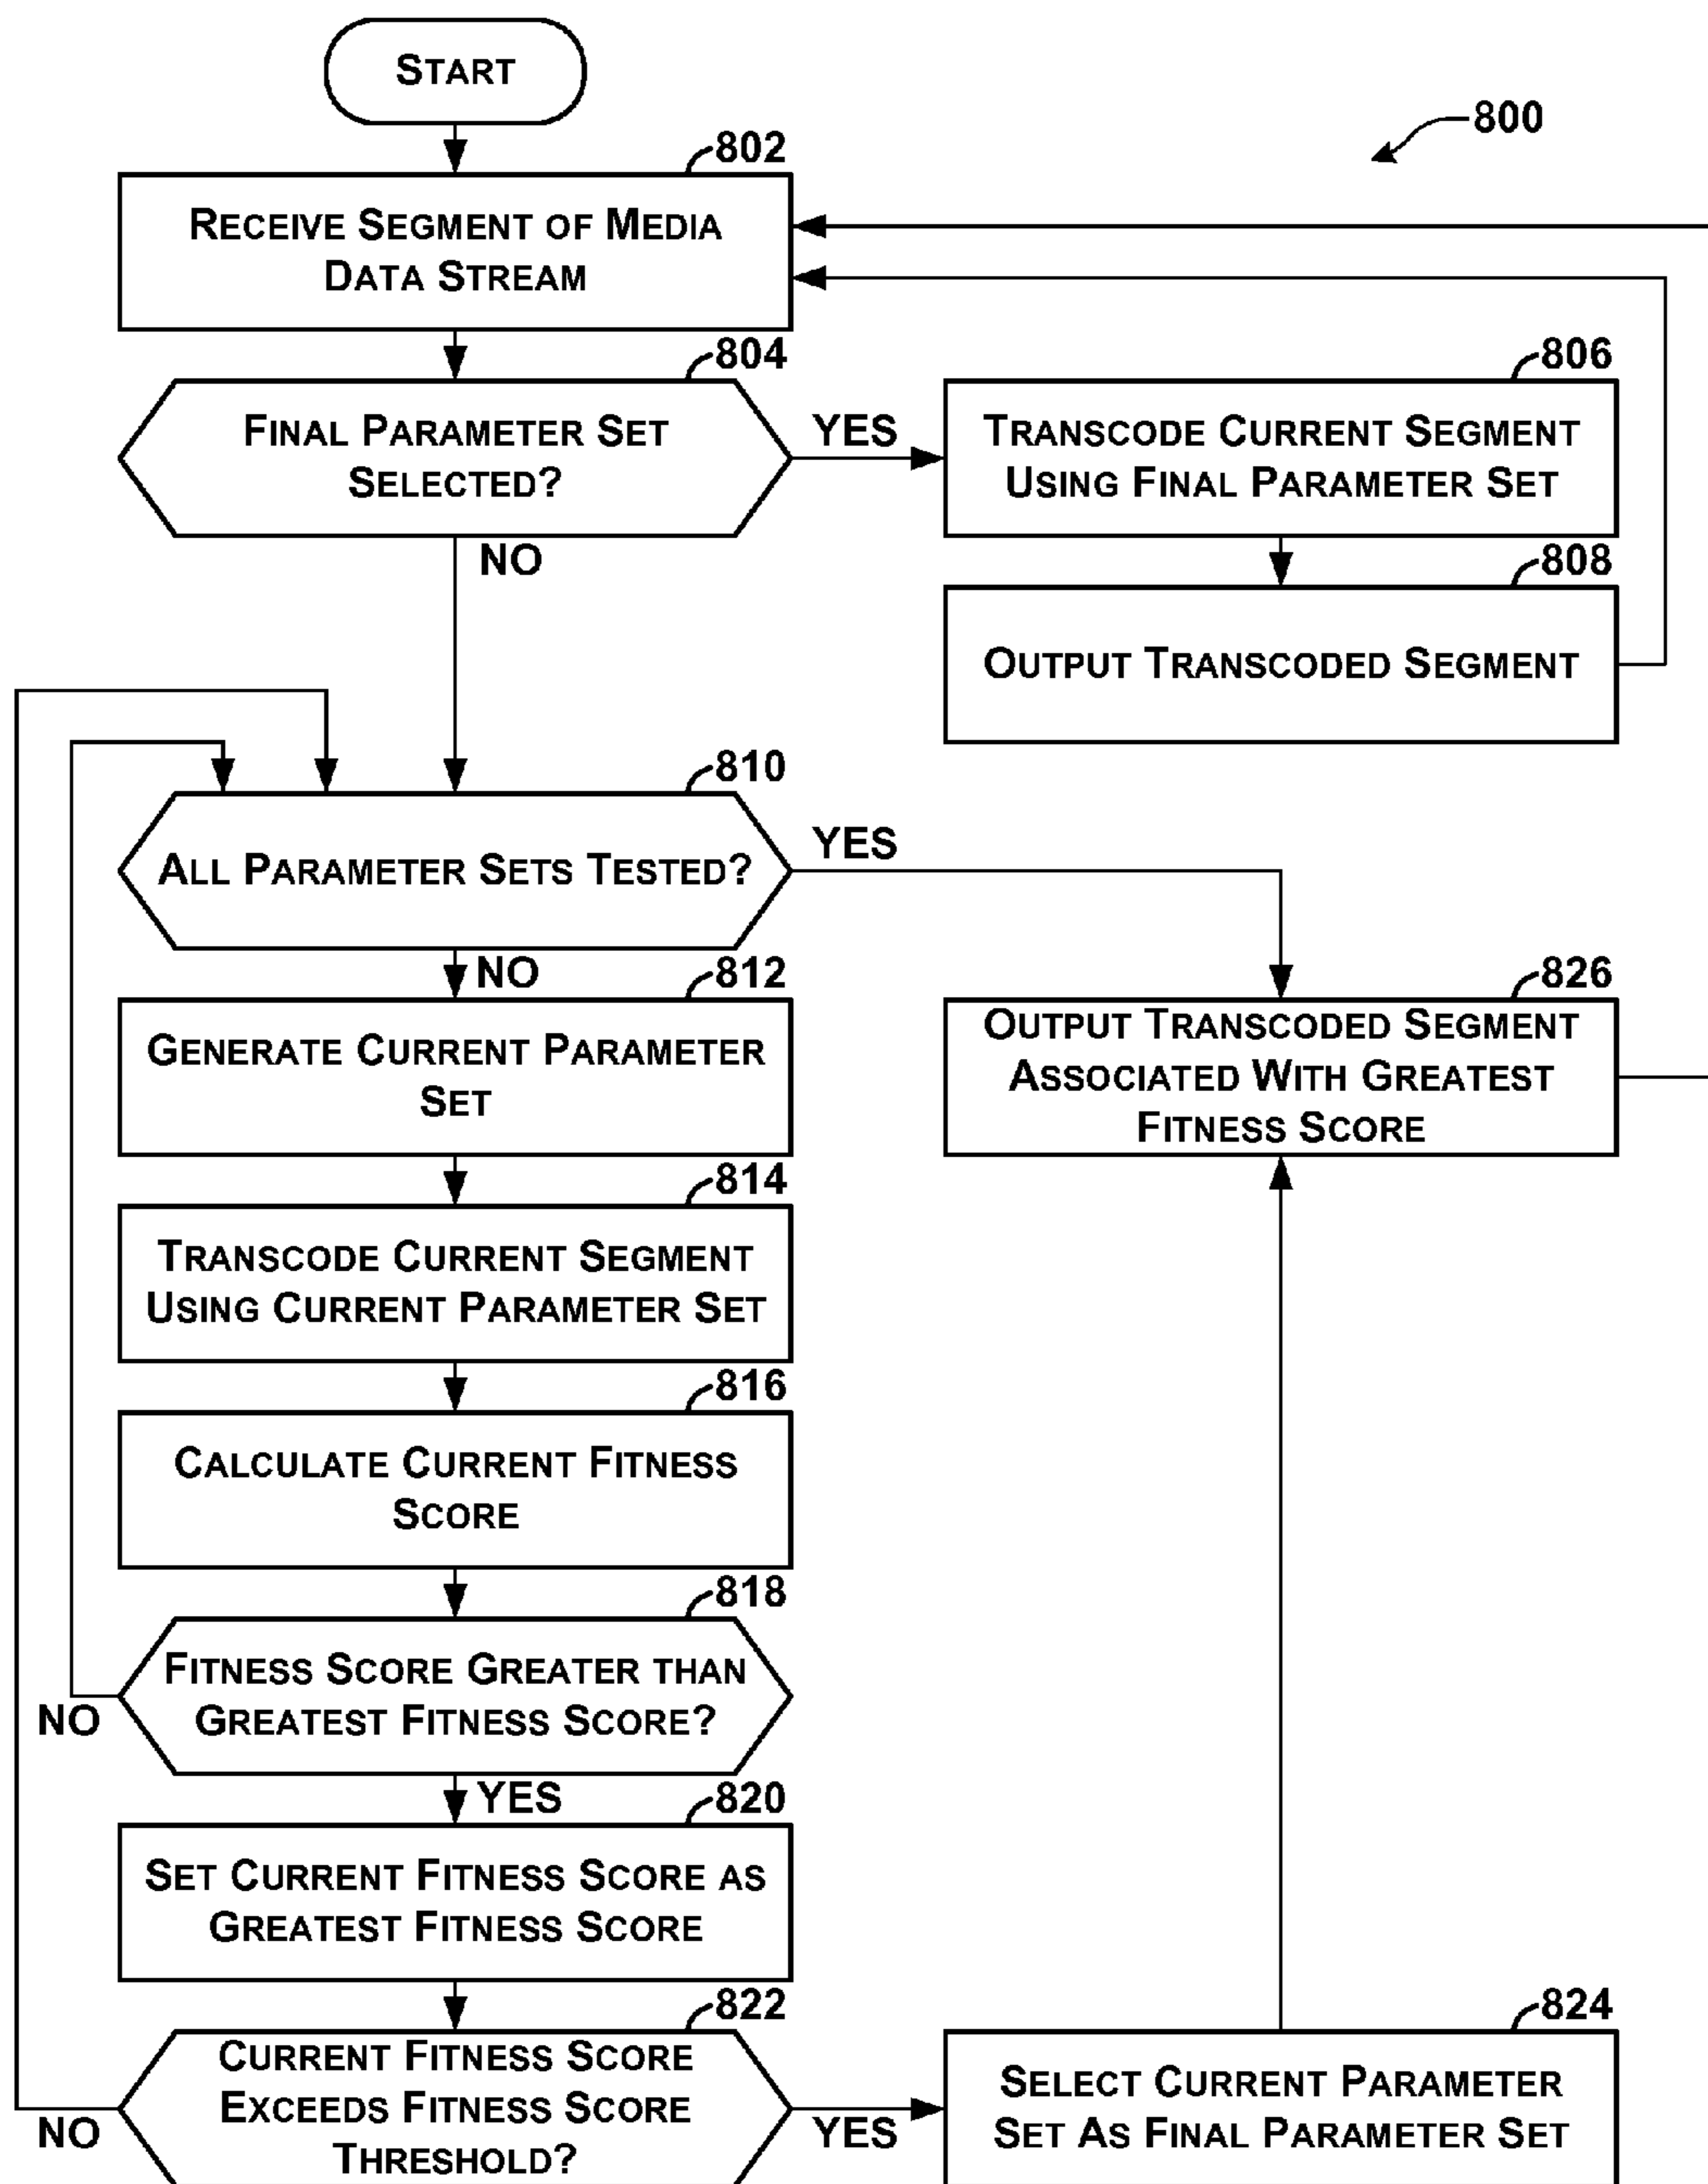 START
800
802
RECEIVE SEGMENT OF MEDIA
DATA STREAM
804
FINAL PARAMETER SET
SELECTED?
YES
NO
806
TRANSCODE CURRENT SEGMENT
USING FINAL PARAMETER SET
808
OUTPUT TRANSCODED SEGMENT
810
ALL PARAMETER SETS TESTED?
YES
NO
812
GENERATE CURRENT PARAMETER
SET
826
OUTPUT TRANSCODED SEGMENT
ASSOCIATED WITH GREATEST
FITNESS SCORE
814
TRANSCODE CURRENT SEGMENT
USING CURRENT PARAMETER SET
816
CALCULATE CURRENT FITNESS
SCORE
818
FITNESS SCORE GREATER THAN
GREATEST FITNESS SCORE?
NO
YES
820
SET CURRENT FITNESS SCORE AS
GREATEST FITNESS SCORE
822
CURRENT FITNESS SCORE
EXCEEDS FITNESS SCORE
THRESHOLD?
NO
YES
824
SELECT CURRENT PARAMETER
SET AS FINAL PARAMETER SET